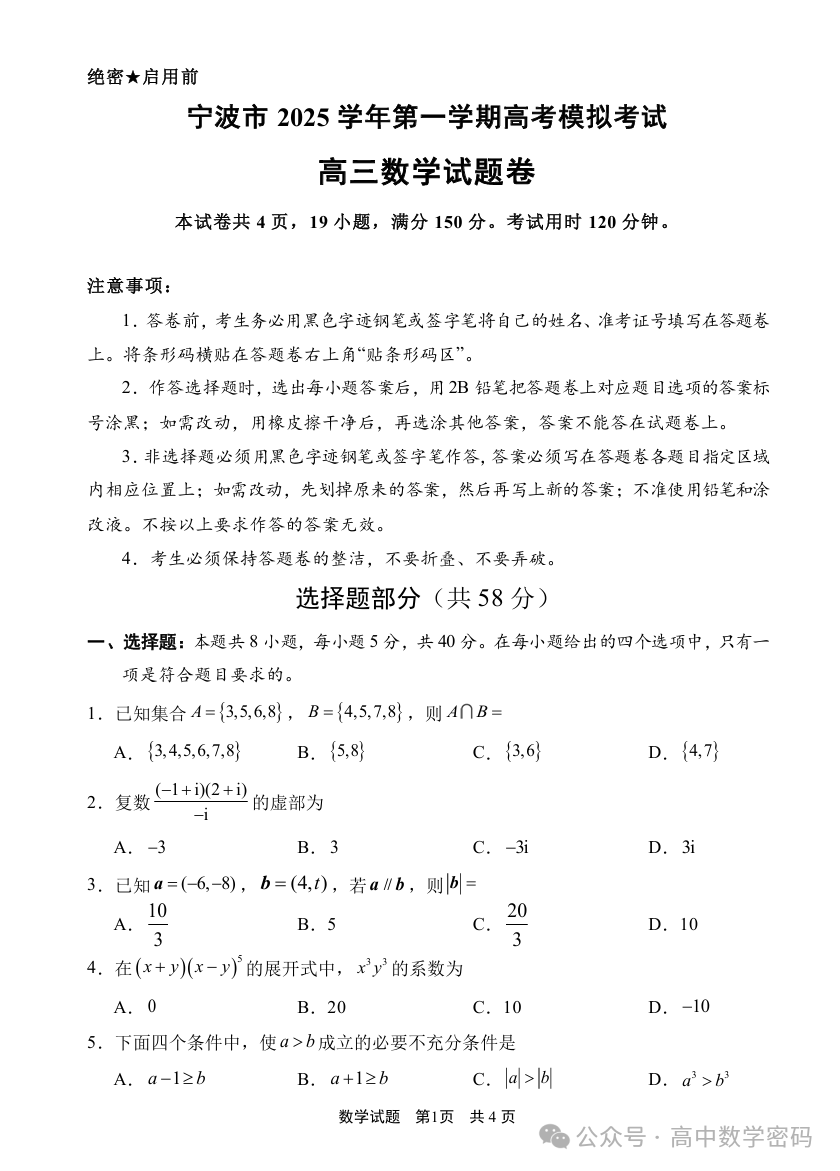 绝密★启用前
宁波市 2025 学年第一学期高考模拟考试
高三数学试题卷
本试卷共 4 页，19 小题，满分 150 分。考试用时 120 分钟。
注意事项：
1．答卷前，考生务必用黑色字迹钢笔或签字笔将自己的姓名、准考证号填写在答题卷
上。将条形码横贴在答题卷右上角“贴条形码区”。
2．作答选择题时，选出每小题答案后，用 2B 铅笔把答题卷上对应题目选项的答案标
号涂黑；如需改动，用橡皮擦干净后，再选涂其他答案，答案不能答在试题卷上。
3．非选择题必须用黑色字迹钢笔或签字笔作答，答案必须写在答题卷各题目指定区域
内相应位置上；如需改动，先划掉原来的答案，然后再写上新的答案；不准使用铅笔和涂
改液。不按以上要求作答的答案无效。
4．考生必须保持答题卷的整洁，不要折叠、不要弄破。
选择题部分（共 58 分）
一、选择题：本题共 8 小题，每小题 5 分，共 40 分。在每小题给出的四个选项中，只有一
项是符合题目要求的。
1．已知集合 A={3,5,6,8}，B={4,5,7,8}，则 A∩B=
A．{3,4,5,6,7,8} B．{5,8} C．{3,6} D．{4,7}
2．复数 (−1+i)(2+i)/−i 的虚部为
A．−3 B．3 C．−3i D．3i
3．已知 a=(−6,−8)，b=(4,t)，若 a∥b，则|b|=
A．10/3 B．5 C．20/3 D．10
4．在(x+y)(x−y)⁵的展开式中，x³y³的系数为
A．0 B．20 C．10 D．−10
5．下面四个条件中，使 a>b 成立的必要不充分条件是
A．a−1≥b B．a+1≥b C．|a|>|b| D．a³>b³
数学试题 第1页 共 4 页
公众号·高中数学密码